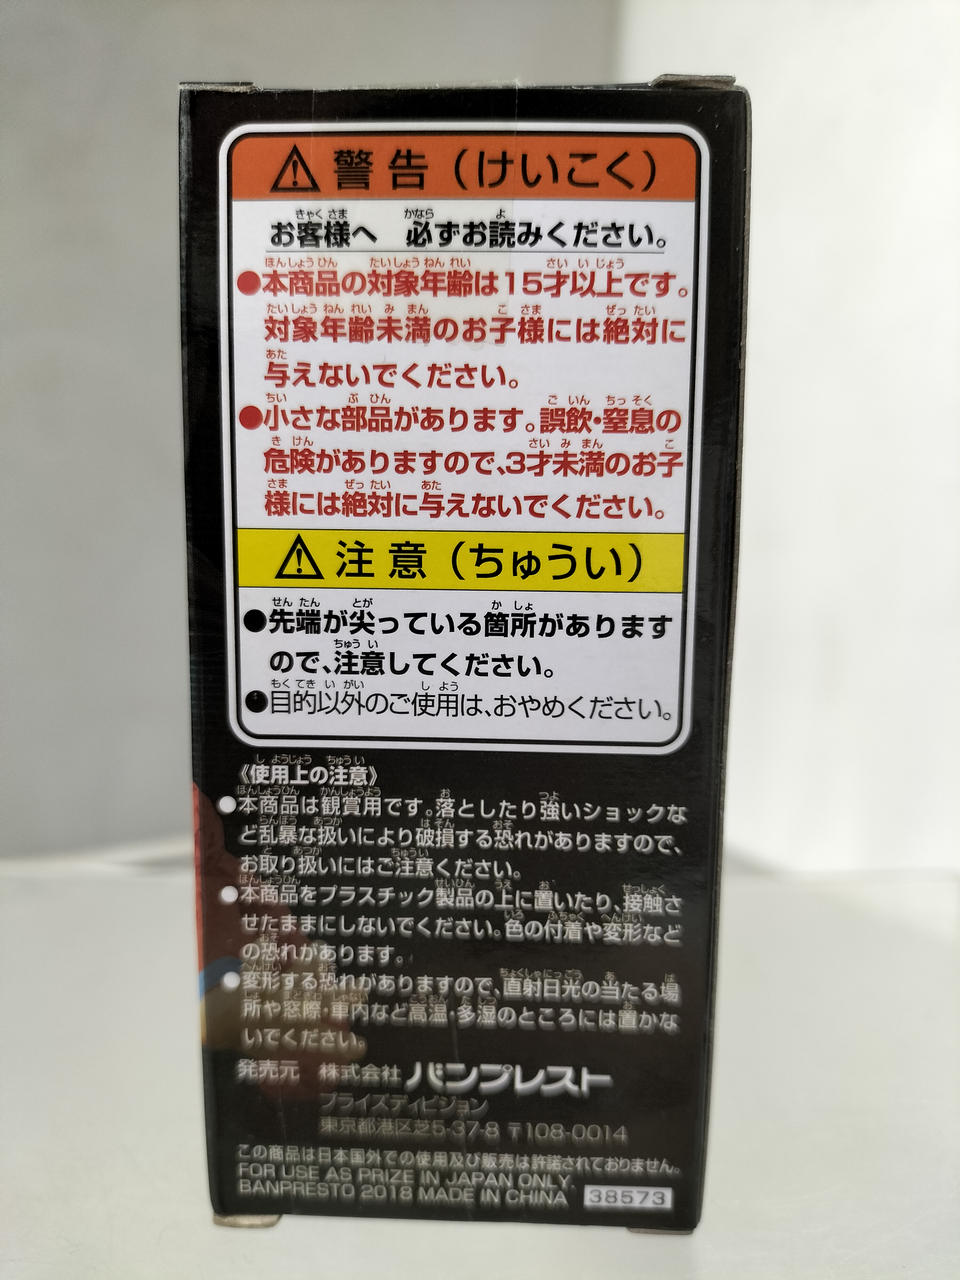 警告（けいこく）
お客様へ 必ずお読みください。
●本商品の対象年齢は15才以上です。
対象年齢未満のお子様には絶対に
与えないでください。
●小さな部品があります。誤飲・窒息の
危険がありますので、3才未満のお子
様には絶対に与えないでください。
注意（ちゅうい）
●先端が尖っている箇所があります
ので、注意してください。
●目的以外のご使用は、おやめください。
《使用上の注意》
●本商品は観賞用です。落としたり強いショックな
ど乱暴な扱いにより破損する恐れがありますので、
お取り扱いにはご注意ください。
●本商品をプラスチック製品の上に置いたり、接触さ
せたままにしないでください。色の付着や変形など
の恐れがあります。
●変形する恐れがありますので、直射日光の当たる場
所や窓際・車内など高温・多湿のところには置かな
いでください。
発売元 株式会社 バンプレスト
プライズディビジョン
東京都港区芝5-37-8 〒108-0014
この商品は日本国外での使用及び販売は許諾されておりません。
FOR USE AS PRIZE IN JAPAN ONLY.
BANPRESTO 2018 MADE IN CHINA 38573